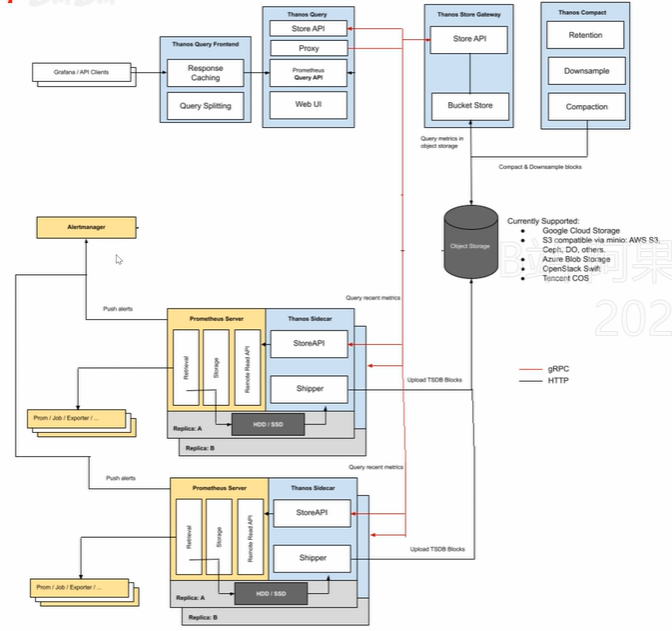 Thanos Query
Store API
Proxy
Prometheus
Query API
Web UI
Thanos Query Frontend
Response
Caching
Query Splitting
Grafana / API Clients
Thanos Store Gateway
Store API
Bucket Store
Thanos Compact
Retention
Downsample
Compaction
Query metrics in
object storage
Compact & Downsample blocks
Object Storage
Currently Supported:
Google Cloud Storage
S3 compatible via minio: AWS S3,
Ceph, DO, others.
Azure Blob Storage
OpenStack Swift
Tencent COS
阿果
202
Alertmanager
Push alerts
Query recent metrics
Prometheus Server
Thanos Sidecar
Retrieval
Storage
Remote Read API
StoreAPI
Shipper
HDD / SSD
Replica: A
Replica: B
Upload TSDB Blocks
Prom / Job / Exporter / ...
gRPC
HTTP
Query recent metrics
Push alerts
Prometheus Server
Thanos Sidecar
Retrieval
Storage
Remote Read API
StoreAPI
Shipper
HDD / SSD
Replica: A
Replica: B
Upload TSDB Blocks
Prom / Job / Exporter / ...